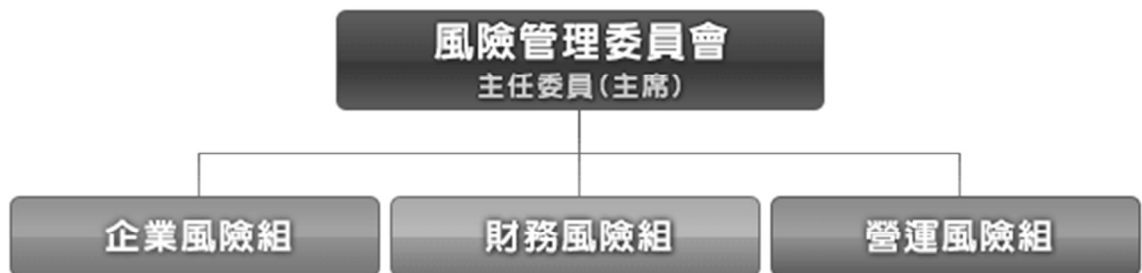 風險管理委員會
主任委員(主席)
企業風險組
財務風險組
營運風險組